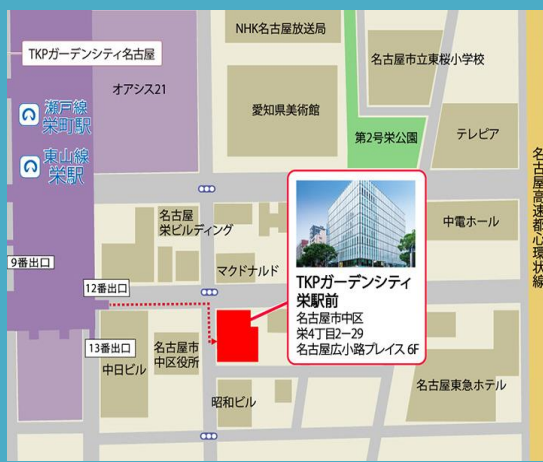 NHK名古屋放送局
TKPガーデンシティ名古屋
名古屋市立東桜小学校
オアシス21
愛知県美術館
瀬戸線
栄町駅
第2号栄公園
テレピア
東山線
栄駅
名古屋高速都心環状線
名古屋
栄ビルディング
中電ホール
9番出口
マクドナルド
12番出口
TKPガーデンシティ
栄駅前
名古屋市中区
栄4丁目2-29
名古屋広小路プレイス 6F
13番出口
中日ビル
名古屋市
中区役所
名古屋東急ホテル
昭和ビル